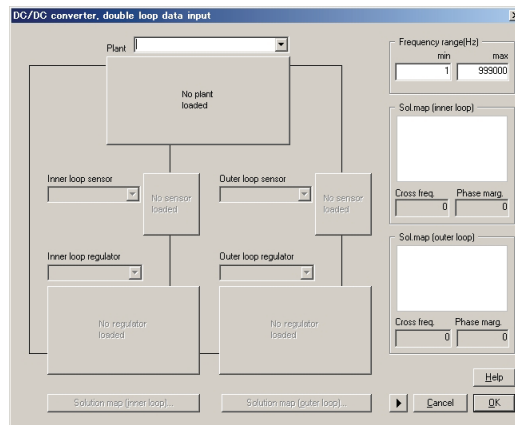 DC/DC converter, double loop data input
Plant
No plant
loaded
Frequency range(Hz)
min max
1 999000
Sol.map (inner loop)
Cross freq. Phase marg.
0 0
Inner loop sensor
No sensor
loaded
Outer loop sensor
No sensor
loaded
Inner loop regulator
No regulator
loaded
Outer loop regulator
No regulator
loaded
Sol.map (outer loop)
Cross freq. Phase marg.
0 0
Solution map (inner loop)...
Solution map (outer loop)...
Help
Cancel
OK